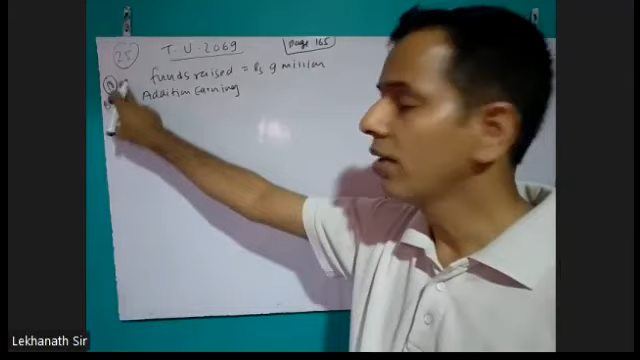 25 T.U. 2069 page 165
funds raised = Rs 9 million
Addition Earning
Lekhanath Sir